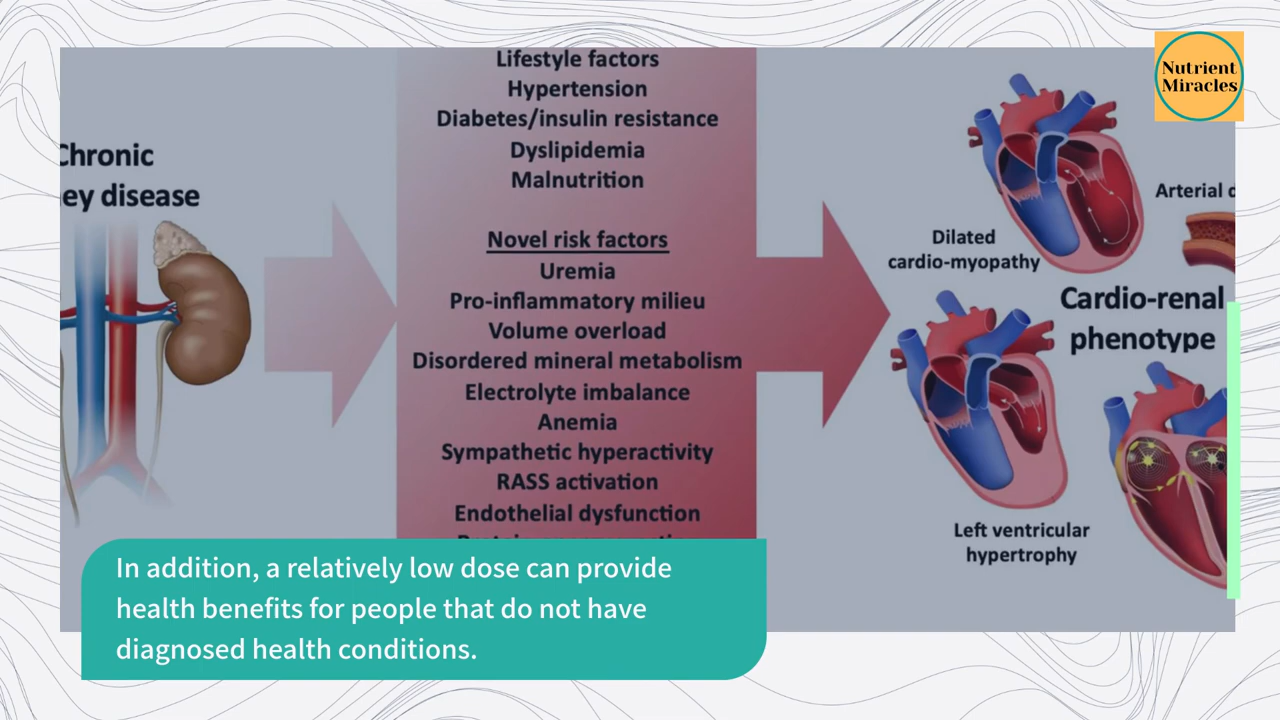 Nutrient
Miracles
Chronic
ey disease
Lifestyle factors
Hypertension
Diabetes/insulin resistance
Dyslipidemia
Malnutrition
Novel risk factors
Uremia
Pro-inflammatory milieu
Volume overload
Disordered mineral metabolism
Electrolyte imbalance
Anemia
Sympathetic hyperactivity
RASS activation
Endothelial dysfunction
Arterial
Dilated
cardio-myopathy
Cardio-renal
phenotype
Left ventricular
hypertrophy
In addition, a relatively low dose can provide
health benefits for people that do not have
diagnosed health conditions.